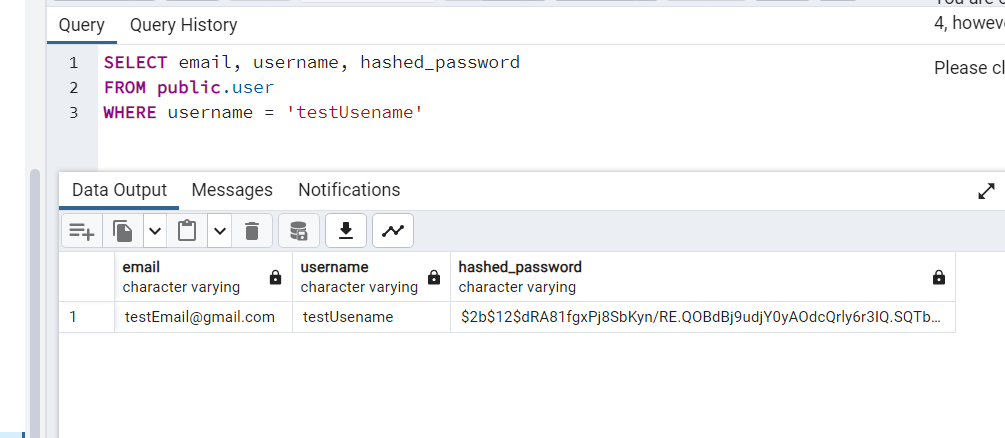 4, howeve
Query Query History
Please cl
1 SELECT email, username, hashed_password
2 FROM public.user
3 WHERE username = 'testUsename'
Data Output Messages Notifications
email username hashed_password
character varying character varying character varying
1 testEmail@gmail.com testUsename $2b$12$dRA81fgxPj8SbKyn/RE.QOBdBj9udjY0yAOdcQrly6r3IQ.SQTb...